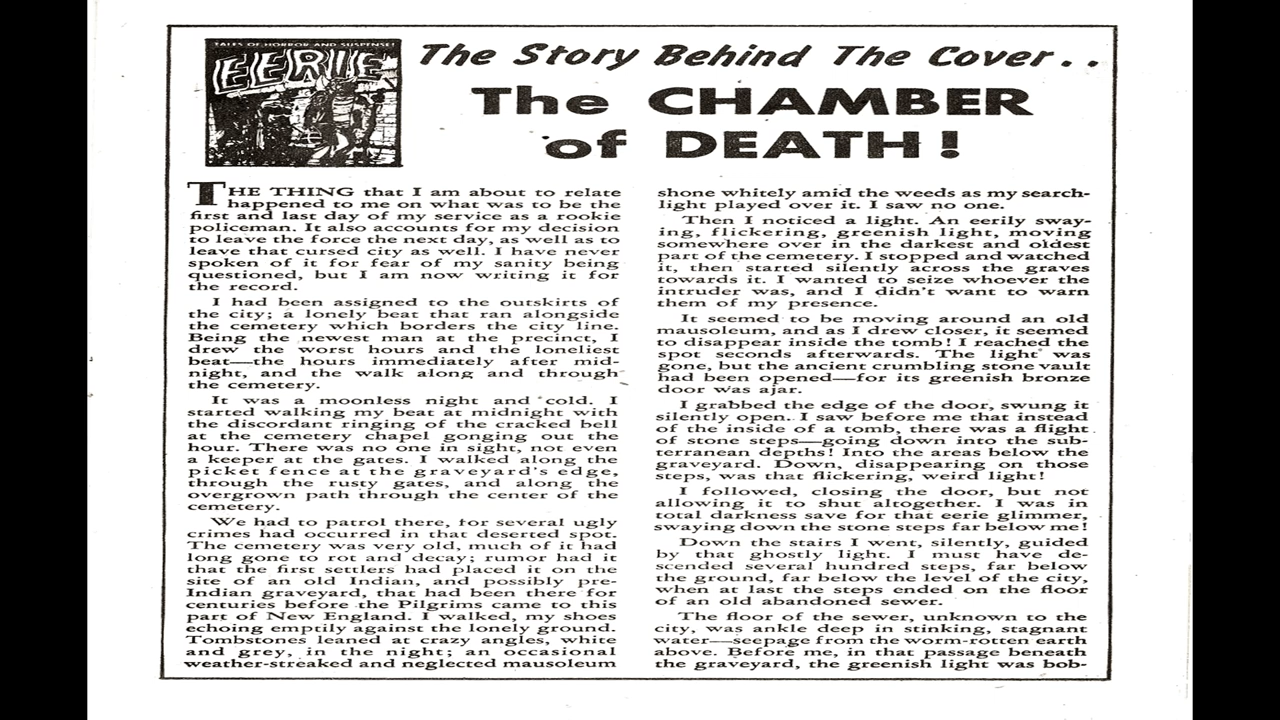 TALES OF HORROR AND SUSPENSE!
EERIE
The Story Behind The Cover..
The CHAMBER
of DEATH!
THE THING that I am about to relate
happened to me on what was to be the
first and last day of my service as a rookie
policeman. It also accounts for my decision
to leave the force the next day, as well as to
leave that cursed city as well. I have never
spoken of it for fear of my sanity being
questioned, but I am now writing it for
the record.
I had been assigned to the outskirts of
the city; a lonely beat that ran alongside
the cemetery which borders the city line.
Being the newest man at the precinct, I
drew the worst hours and the loneliest
beat—the hours immediately after mid-
night, and the walk along and through
the cemetery.
It was a moonless night and cold. I
started walking my beat at midnight with
the discordant ringing of the cracked bell
at the cemetery chapel gonging out the
hour. There was no one in sight, not even
a keeper at the gates. I walked along the
picket fence at the graveyard's edge,
through the rusty gates, and along the
overgrown path through the center of the
cemetery.
We had to patrol there, for several ugly
crimes had occurred in that deserted spot.
The cemetery was very old, much of it had
long gone to rot and decay; rumor had it
that the first settlers had placed it on the
site of an old Indian, and possibly pre-
Indian graveyard, that had been there for
centuries before the Pilgrims came to this
part of New England. I walked, my shoes
echoing emptily against the lonely ground.
Tombstones leaned at crazy angles, white
and grey, in the night; an occasional
weather-streaked and neglected mausoleum
shone whitely amid the weeds as my search-
light played over it. I saw no one.
Then I noticed a light. An eerily sway-
ing, flickering, greenish light, moving
somewhere over in the darkest and oldest
part of the cemetery. I stopped and watched
it, then started silently across the graves
towards it. I wanted to seize whoever the
intruder was, and I didn't want to warn
them of my presence.
It seemed to be moving around an old
mausoleum, and as I drew closer, it seemed
to disappear inside the tomb! I reached the
spot seconds afterwards. The light was
gone, but the ancient crumbling stone vault
had been opened—for its greenish bronze
door was ajar.
I grabbed the edge of the door, swung it
silently open. I saw before me that instead
of the inside of a tomb, there was a flight
of stone steps—going down into the sub-
terranean depths! Into the areas below the
graveyard. Down, disappearing on those
steps, was that flickering, weird light!
I followed, closing the door, but not
allowing it to shut altogether. I was in
total darkness save for that eerie glimmer,
swaying down the stone steps far below me!
Down the stairs I went, silently, guided
by that ghostly light. I must have de-
scended several hundred steps, far below
the ground, far below the level of the city,
when at last the steps ended on the floor
of an old abandoned sewer.
The floor of the sewer, unknown to the
city, was ankle deep in stinking, stagnant
water—seepage from the worm-rotten earth
above. Before me, in that passage beneath
the graveyard, the greenish light was bob-